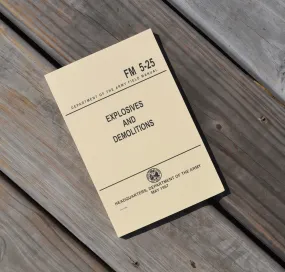 FM 5-25
DEPARTMENT OF THE ARMY FIELD MANUAL
EXPLOSIVES
AND
DEMOLITIONS
HEADQUARTERS, DEPARTMENT OF THE ARMY
MAY 1967